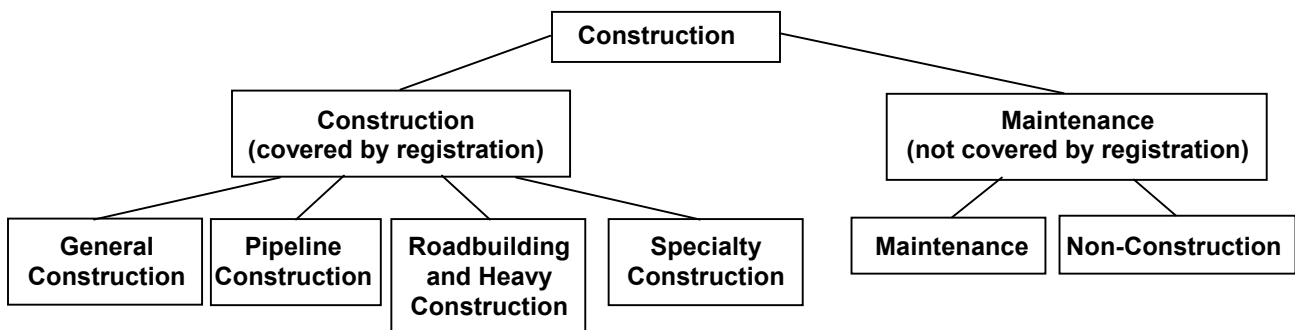 Construction
Construction
(covered by registration)
Maintenance
(not covered by registration)
General
Construction
Pipeline
Construction
Roadbuilding
and Heavy
Construction
Specialty
Construction
Maintenance
Non-Construction